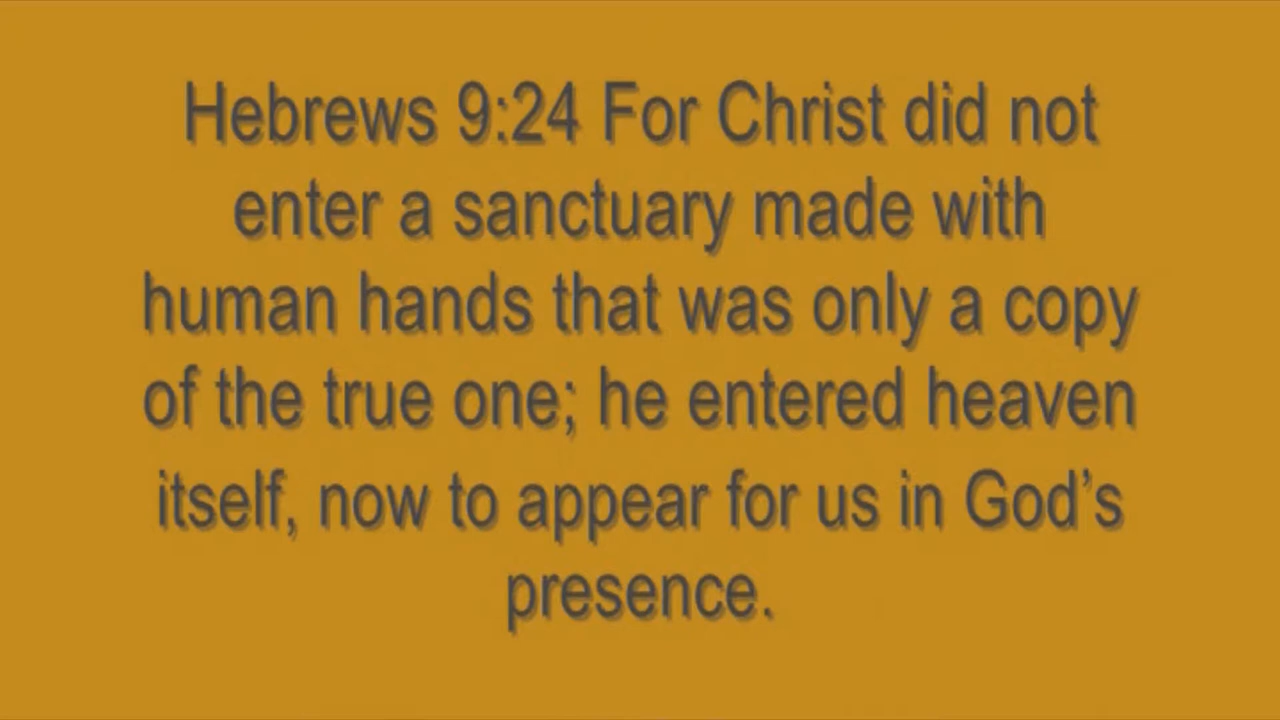 Hebrews 9:24 For Christ did not
enter a sanctuary made with
human hands that was only a copy
of the true one; he entered heaven
itself, now to appear for us in God’s
presence.